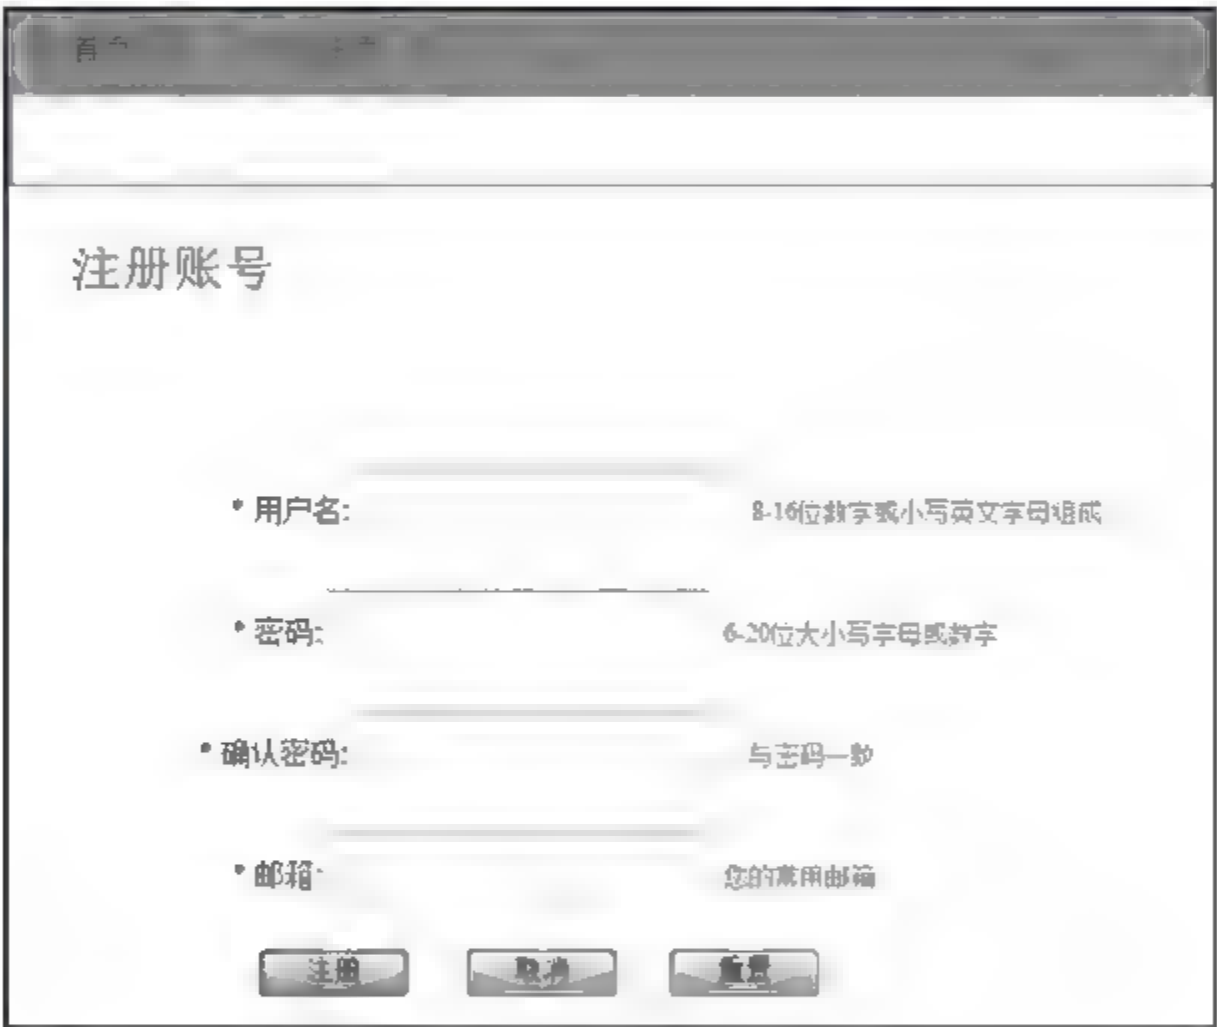 注册账号
* 用户名: 8-16位数字或小写英文字母组成
* 密码: 6-20位大小写字母或数字
* 确认密码: 与密码一致
* 邮箱: 您的常用邮箱
注册 取消 重置